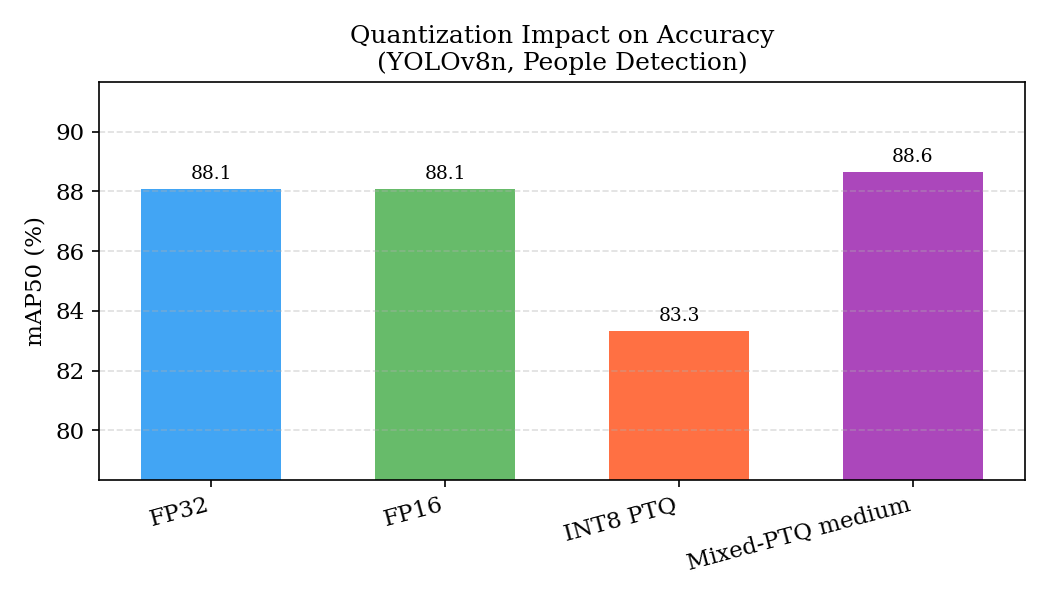 Quantization Impact on Accuracy
(YOLOv8n, People Detection)
mAP50 (%)
90
88
86
84
82
80
88.1
88.1
83.3
88.6
FP32
FP16
INT8 PTQ
Mixed-PTQ medium